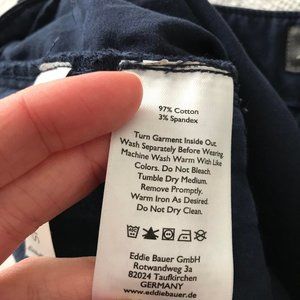 97% Cotton
3% Spandex
Turn Garment Inside Out.
Wash Separately Before Wearing.
Machine Wash Warm With Like
Colors. Do Not Bleach.
Tumble Dry Medium.
Remove Promptly.
Warm Iron As Desired.
Do Not Dry Clean.
Eddie Bauer GmbH
Rotwandweg 3a
82024 Taufkirchen
GERMANY
www.eddiebauer.de